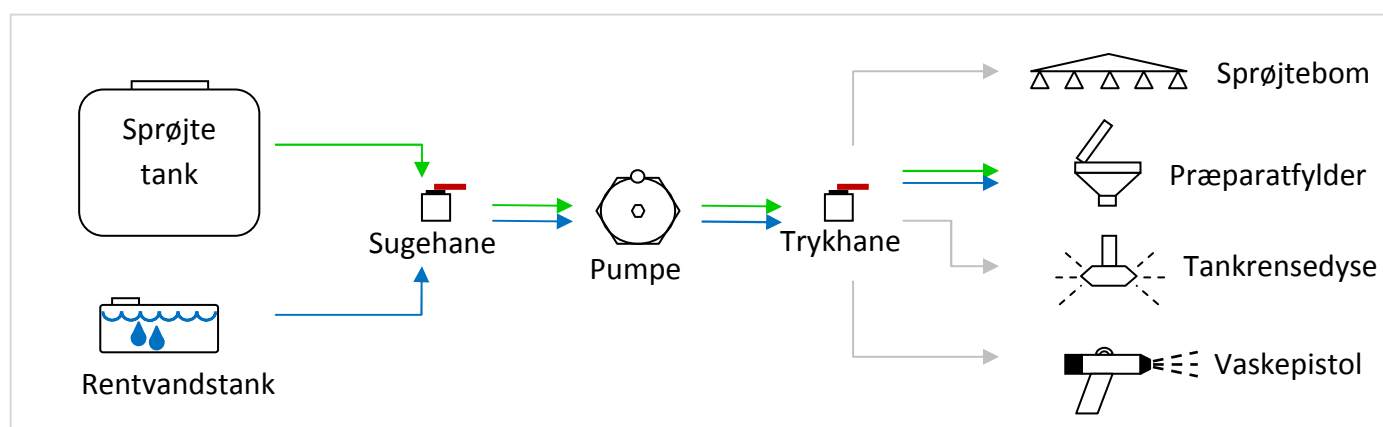 Sprøjte
tank
Sugehane
Rentvandstank
Pumpe
Trykhane
Sprøjtebom
Præparatfylder
Tankrensedyse
Vaskepistol